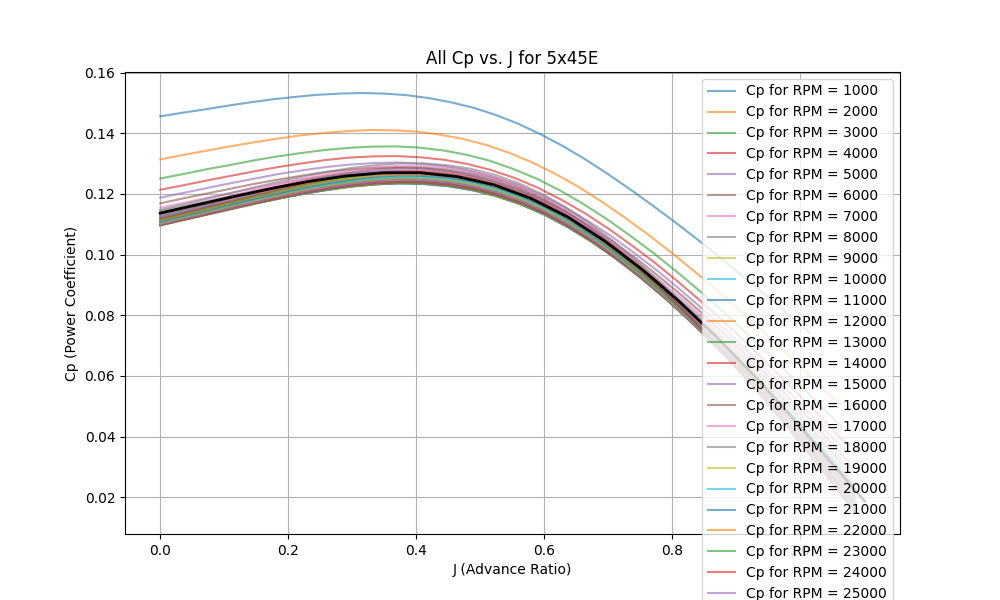 All Cp vs. J for 5x45E
Cp (Power Coefficient)
0.16
0.14
0.12
0.10
0.08
0.06
0.04
0.02
0.0
0.2
0.4
0.6
0.8
J (Advance Ratio)
Cp for RPM = 1000
Cp for RPM = 2000
Cp for RPM = 3000
Cp for RPM = 4000
Cp for RPM = 5000
Cp for RPM = 6000
Cp for RPM = 7000
Cp for RPM = 8000
Cp for RPM = 9000
Cp for RPM = 10000
Cp for RPM = 11000
Cp for RPM = 12000
Cp for RPM = 13000
Cp for RPM = 14000
Cp for RPM = 15000
Cp for RPM = 16000
Cp for RPM = 17000
Cp for RPM = 18000
Cp for RPM = 19000
Cp for RPM = 20000
Cp for RPM = 21000
Cp for RPM = 22000
Cp for RPM = 23000
Cp for RPM = 24000
Cp for RPM = 25000